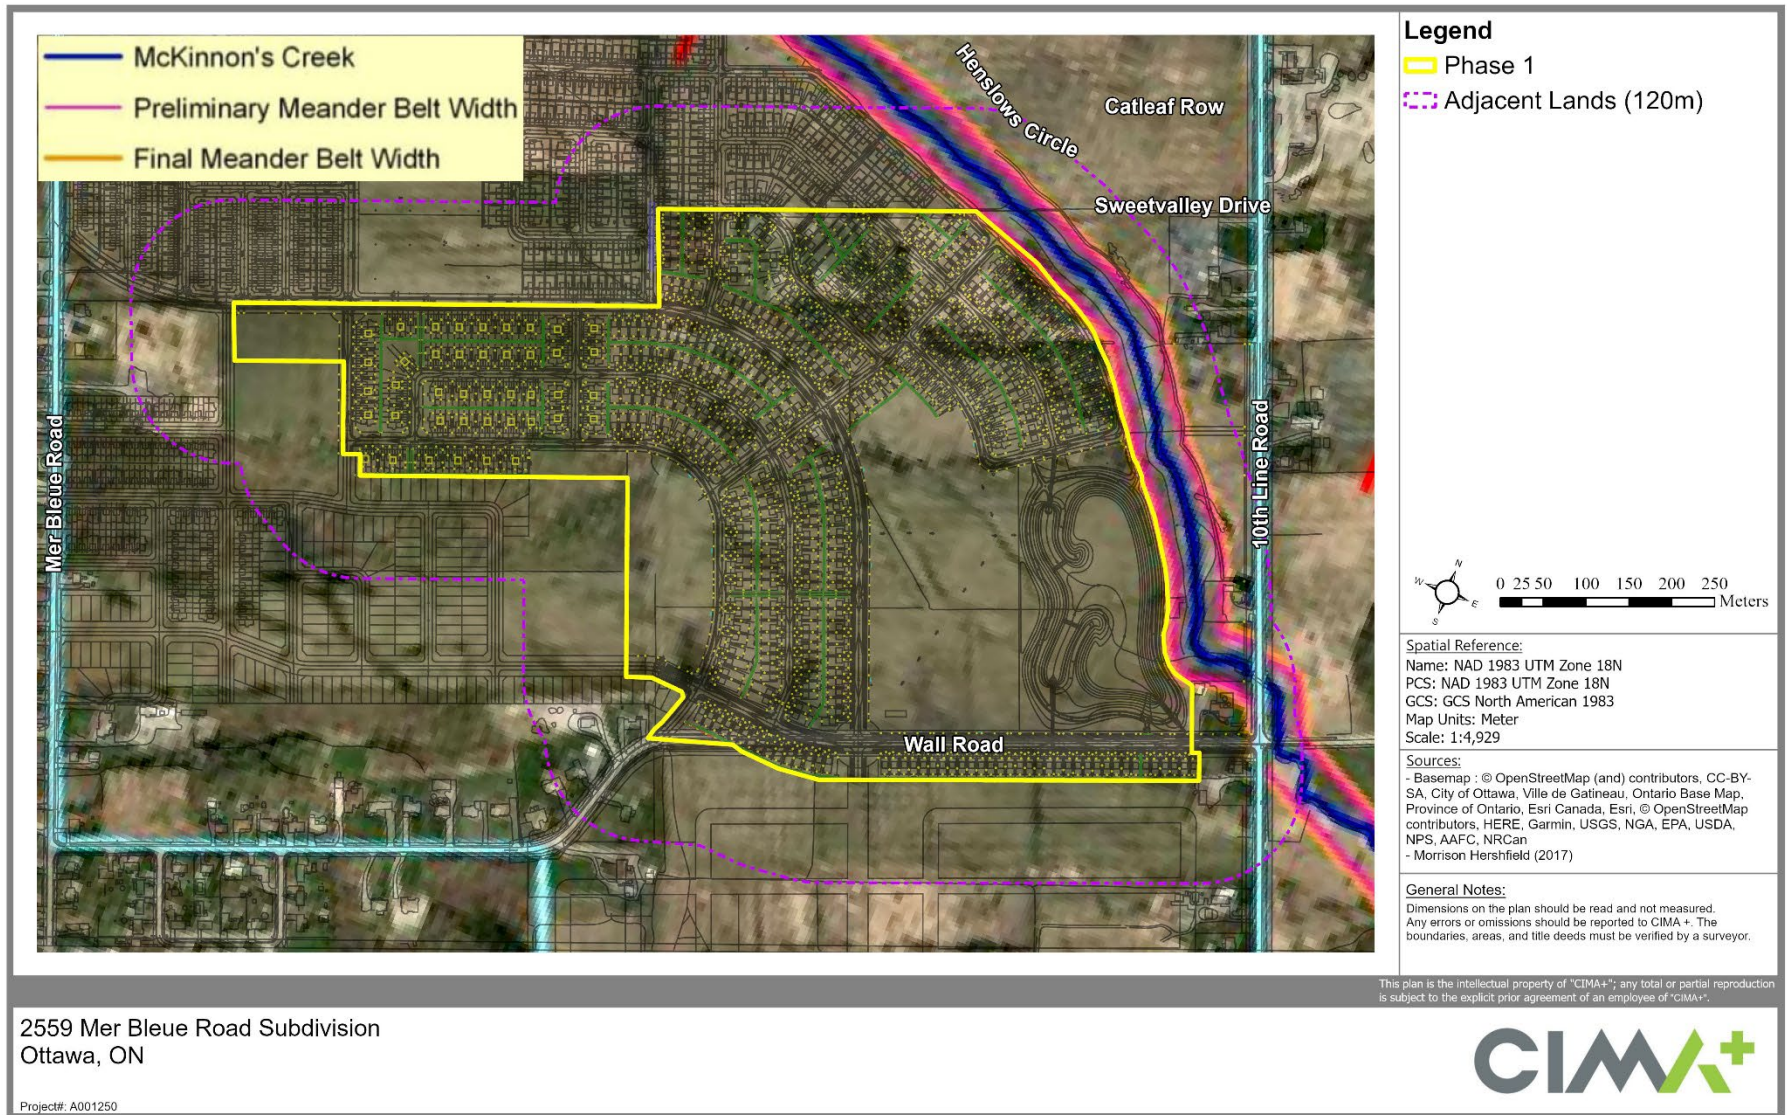 McKinnon's Creek
Preliminary Meander Belt Width
Final Meander Belt Width
Henslows Circle
Catleaf Row
Sweetvalley Drive
Mer Bleue Road
10th Line Road
Wall Road
Legend
Phase 1
Adjacent Lands (120m)
N
W
E
S
0 25 50 100 150 200 250
Meters
Spatial Reference:
Name: NAD 1983 UTM Zone 18N
PCS: NAD 1983 UTM Zone 18N
GCS: GCS North American 1983
Map Units: Meter
Scale: 1:4,929
Sources:
- Basemap : © OpenStreetMap (and) contributors, CC-BY-
SA, City of Ottawa, Ville de Gatineau, Ontario Base Map,
Province of Ontario, Esri Canada, Esri, © OpenStreetMap
contributors, HERE, Garmin, USGS, NGA, EPA, USDA,
NPS, AAFC, NRCan
- Morrison Hershfield (2017)
General Notes:
Dimensions on the plan should be read and not measured.
Any errors or omissions should be reported to CIMA +. The
boundaries, areas, and title deeds must be verified by a surveyor.
This plan is the intellectual property of "CIMA+"; any total or partial reproduction
is subject to the explicit prior agreement of an employee of "CIMA+".
2559 Mer Bleue Road Subdivision
Ottawa, ON
Project#: A001250
CIMA+